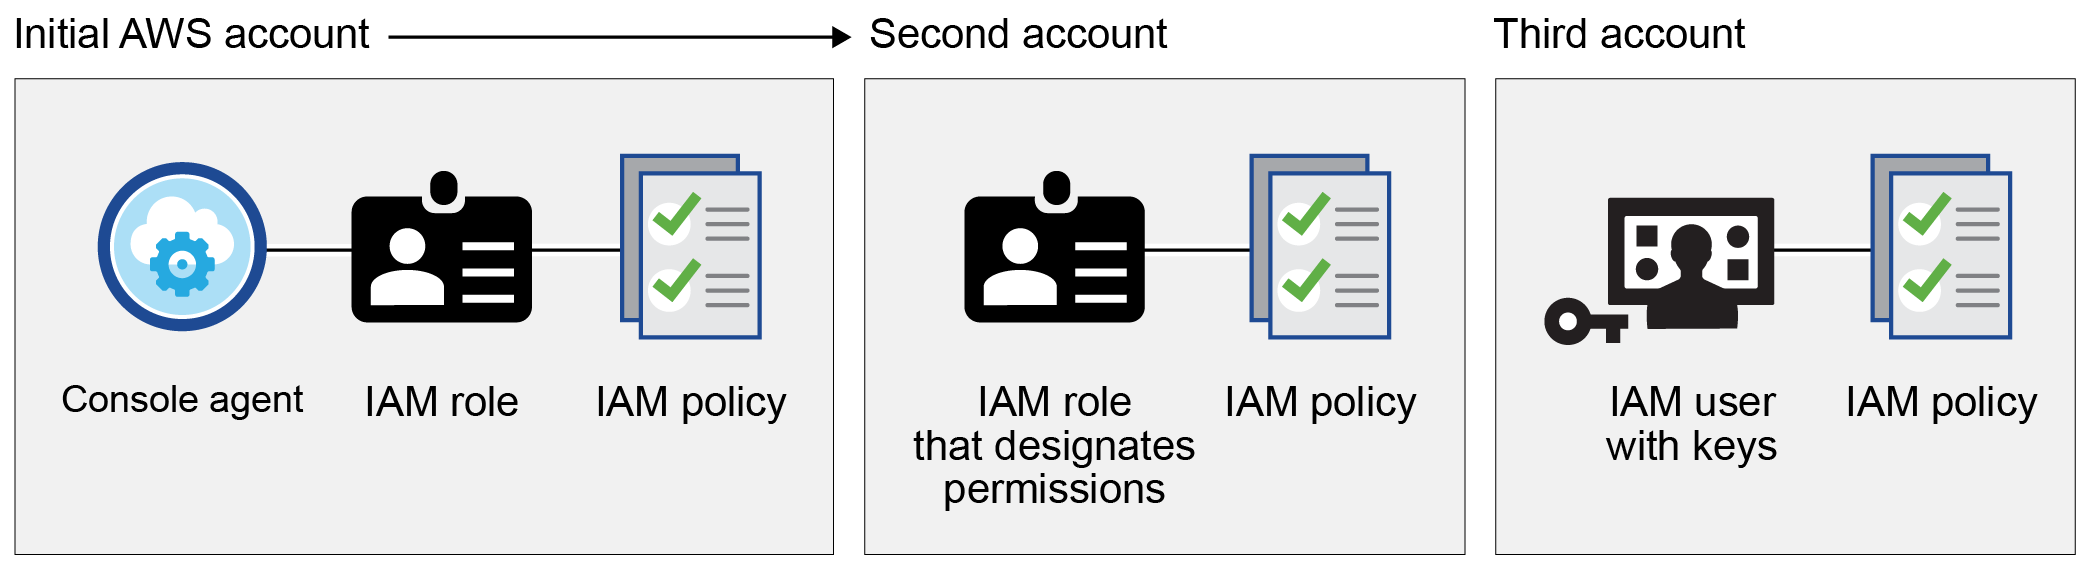 Initial AWS account
Second account
Third account
Console agent
IAM role
IAM policy
IAM role
that designates
permissions
IAM policy
IAM user
with keys
IAM policy